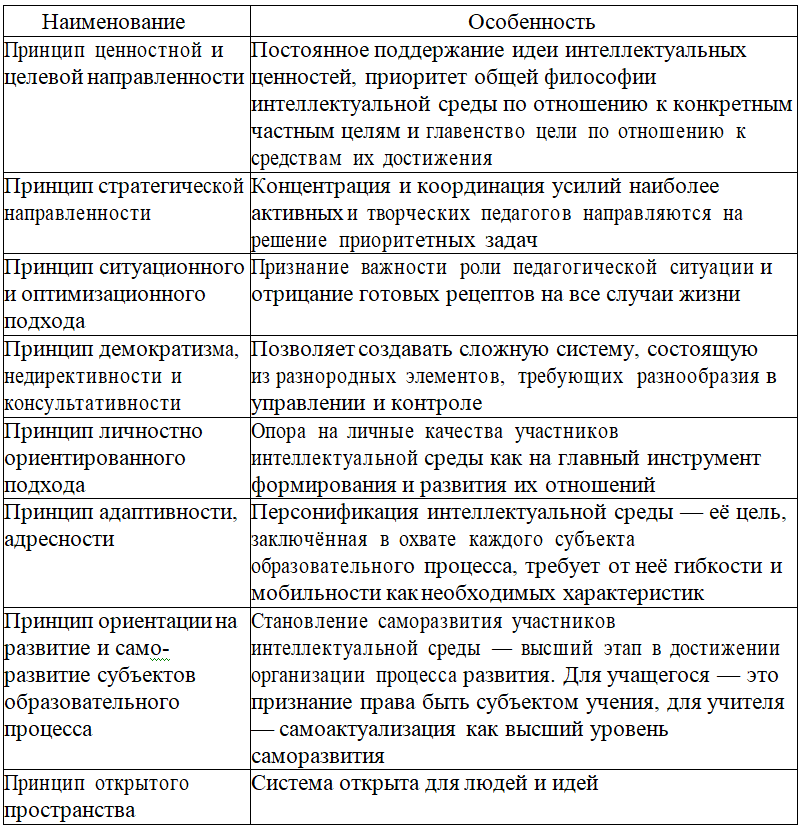 Наименование
Особенность
Принцип ценностной и
целевой направленности
Постоянное поддержание идеи интеллектуальных
ценностей, приоритет общей философии
интеллектуальной среды по отношению к конкретным
частным целям и главенство цели по отношению к
средствам их достижения
Принцип стратегической
направленности
Концентрация и координация усилий наиболее
активных и творческих педагогов направляются на
решение приоритетных задач
Принцип ситуационного
и оптимизационного
подхода
Признание важности роли педагогической ситуации и
отрицание готовых рецептов на все случаи жизни
Принцип демократизма,
недирективности и
консультативности
Позволяет создавать сложную систему, состоящую
из разнородных элементов, требующих разнообразия в
управлении и контроле
Принцип личностно
ориентированного
подхода
Опора на личные качества участников
интеллектуальной среды как на главный инструмент
формирования и развития их отношений
Принцип адаптивности,
адресности
Персонификация интеллектуальной среды — её цель,
заключённая в охвате каждого субъекта
образовательного процесса, требует от неё гибкости и
мобильности как необходимых характеристик
Принцип ориентации на
развитие и само-
развитие субъектов
образовательного
процесса
Становление саморазвития участников
интеллектуальной среды — высший этап в достижении
организации процесса развития. Для учащегося — это
признание права быть субъектом учения, для учителя
— самоактуализация как высший уровень
саморазвития
Принцип открытого
пространства
Система открыта для людей и идей